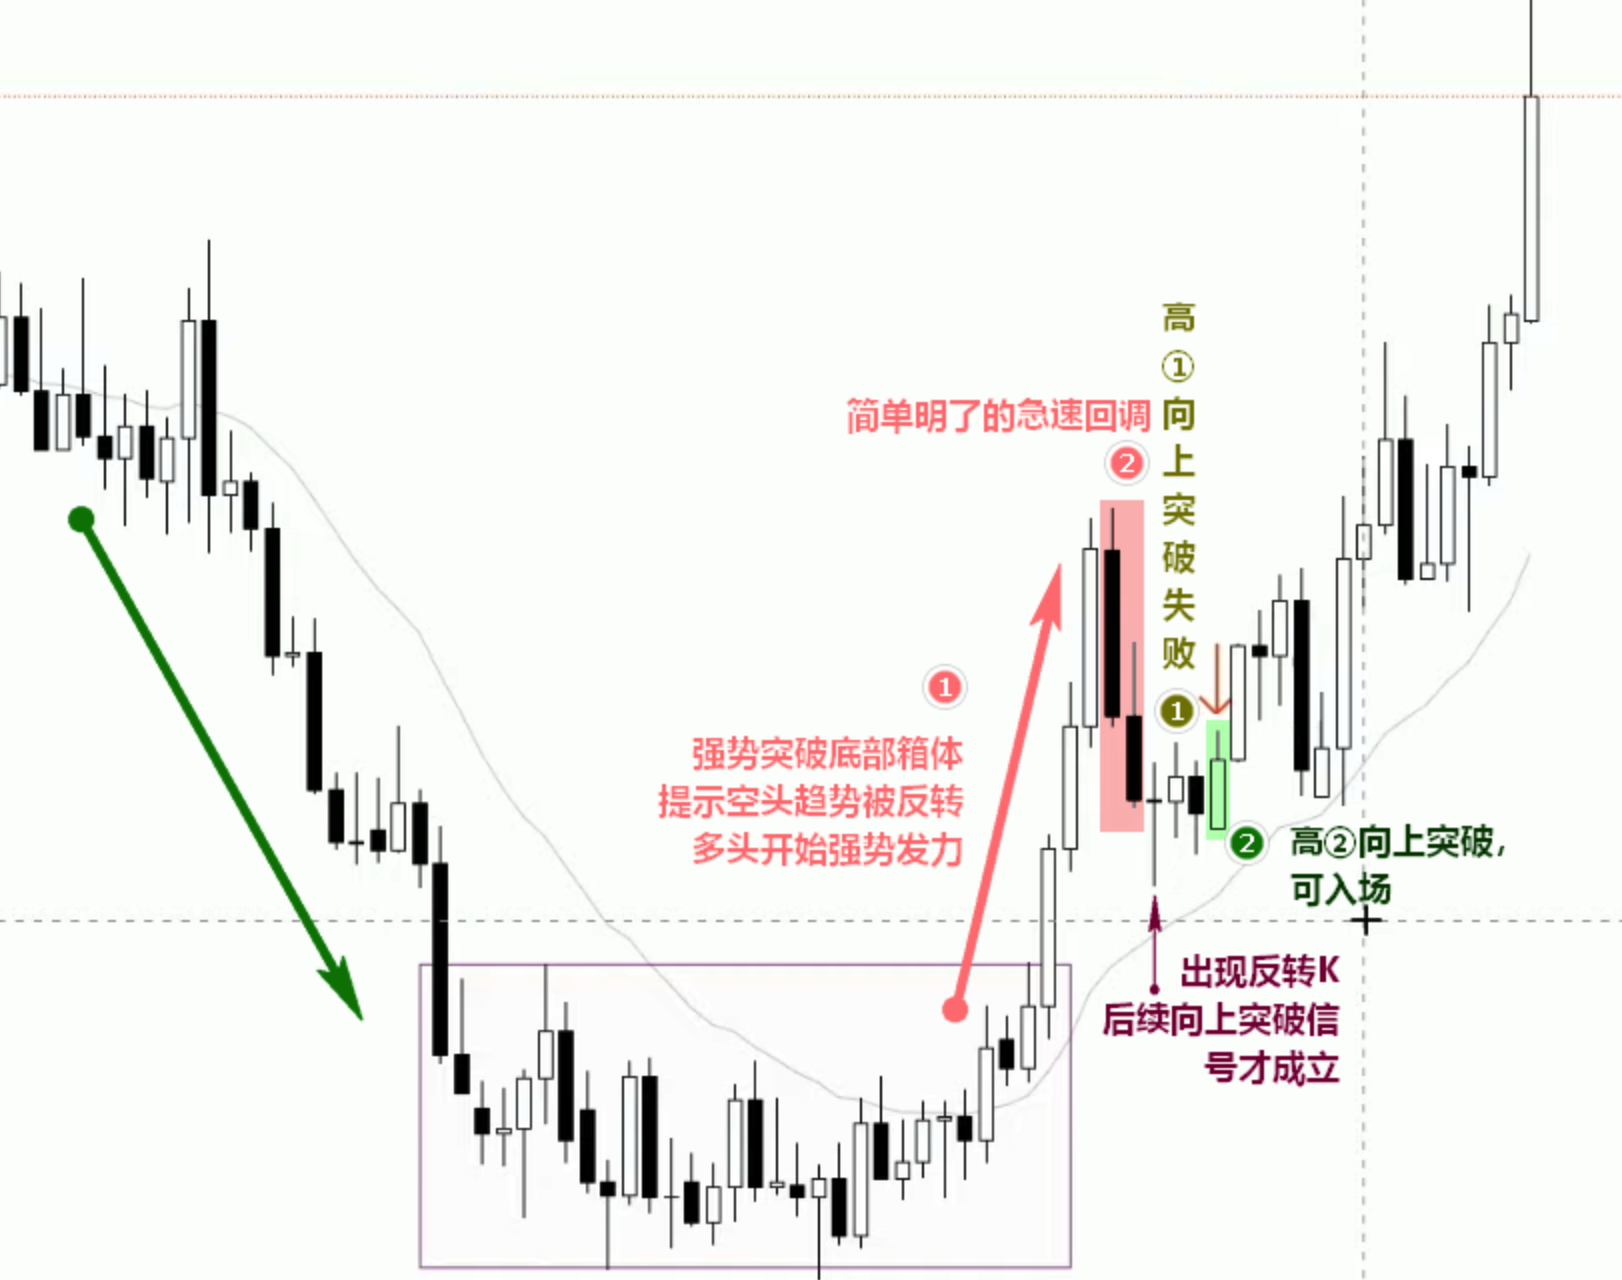 高
①
向
上
突
破
失
败
简单明了的急速回调
2
1
1
强势突破底部箱体
提示空头趋势被反转
多头开始强势发力
2
高②向上突破,
可入场
出现反转K
后续向上突破信
号才成立